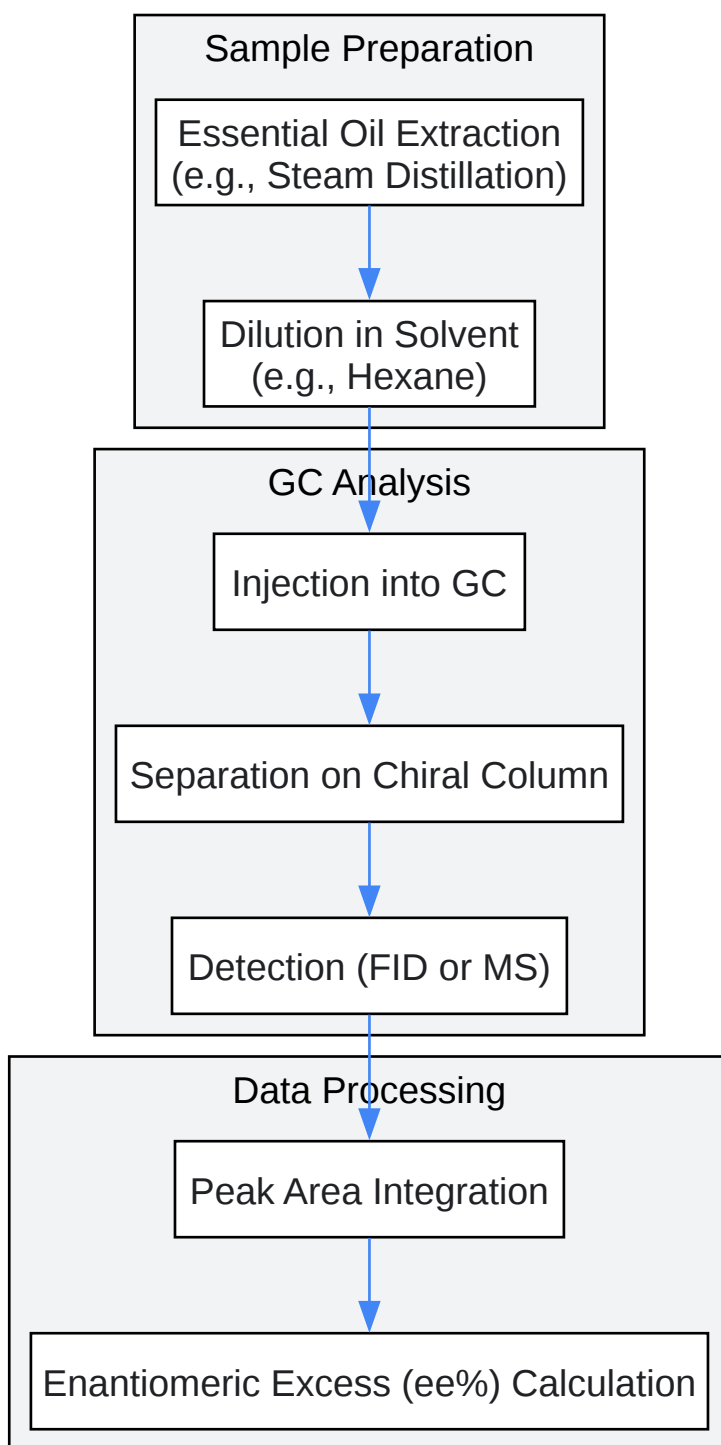 Sample Preparation
Essential Oil Extraction
(e.g., Steam Distillation)
Dilution in Solvent
(e.g., Hexane)
GC Analysis
Injection into GC
Separation on Chiral Column
Detection (FID or MS)
Data Processing
Peak Area Integration
Enantiomeric Excess (ee%) Calculation